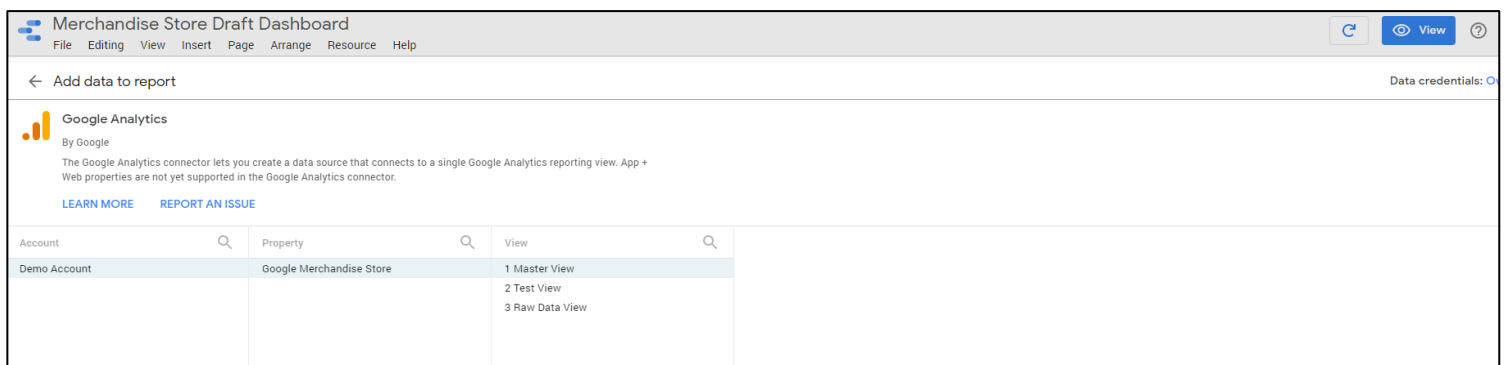 Merchandise Store Draft Dashboard
File Editing View Insert Page Arrange Resource Help
View
Add data to report
Data credentials:
Google Analytics
By Google
The Google Analytics connector lets you create a data source that connects to a single Google Analytics reporting view. App +
Web properties are not yet supported in the Google Analytics connector.
LEARN MORE REPORT AN ISSUE
Account Property View
Demo Account Google Merchandise Store 1 Master View
2 Test View
3 Raw Data View